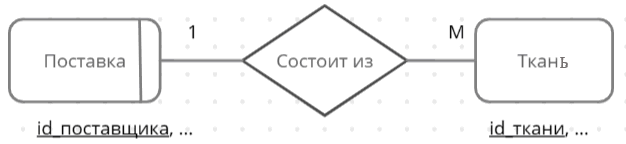 1
M
Поставка
Состоит из
Ткань
id_поставщика, ...
id_ткани, ...